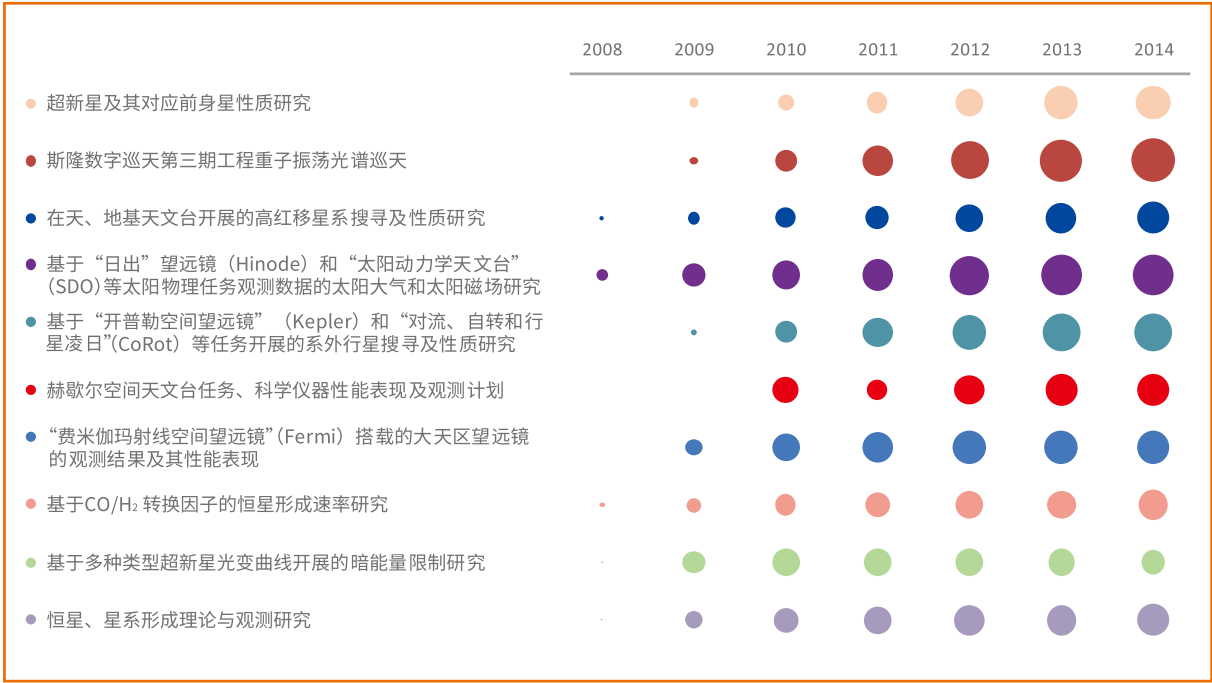 2008 2009 2010 2011 2012 2013 2014
超新星及其对应前身星性质研究
斯隆数字巡天第三期工程重子振荡光谱巡天
在天、地基天文台开展的高红移星系搜寻及性质研究
基于“日出”望远镜（Hinode）和“太阳动力学天文台”
（SDO)等太阳物理任务观测数据的太阳大气和太阳磁场研究
基于“开普勒空间望远镜”（Kepler）和“对流、自转和行
星凌日”（CoRot）等任务开展的系外行星搜寻及性质研究
赫歇尔空间天文台任务、科学仪器性能表现及观测计划
“费米伽玛射线空间望远镜”（Fermi）搭载的大天区望远镜
的观测结果及其性能表现
基于CO/H₂ 转换因子的恒星形成速率研究
基于多种类型超新星光变曲线开展的暗能量限制研究
恒星、星系形成理论与观测研究